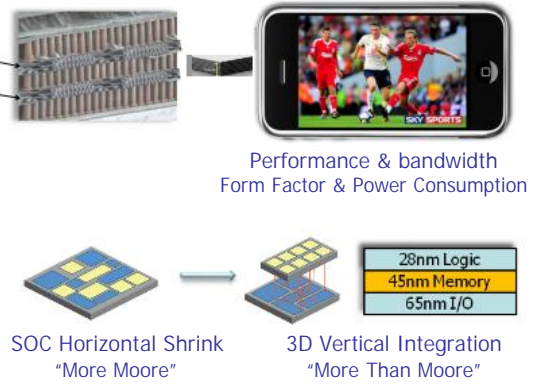 SKY SPORTS
Performance & bandwidth
Form Factor & Power Consumption
28nm Logic
45nm Memory
65nm I/O
SOC Horizontal Shrink
"More Moore"
3D Vertical Integration
"More Than Moore"